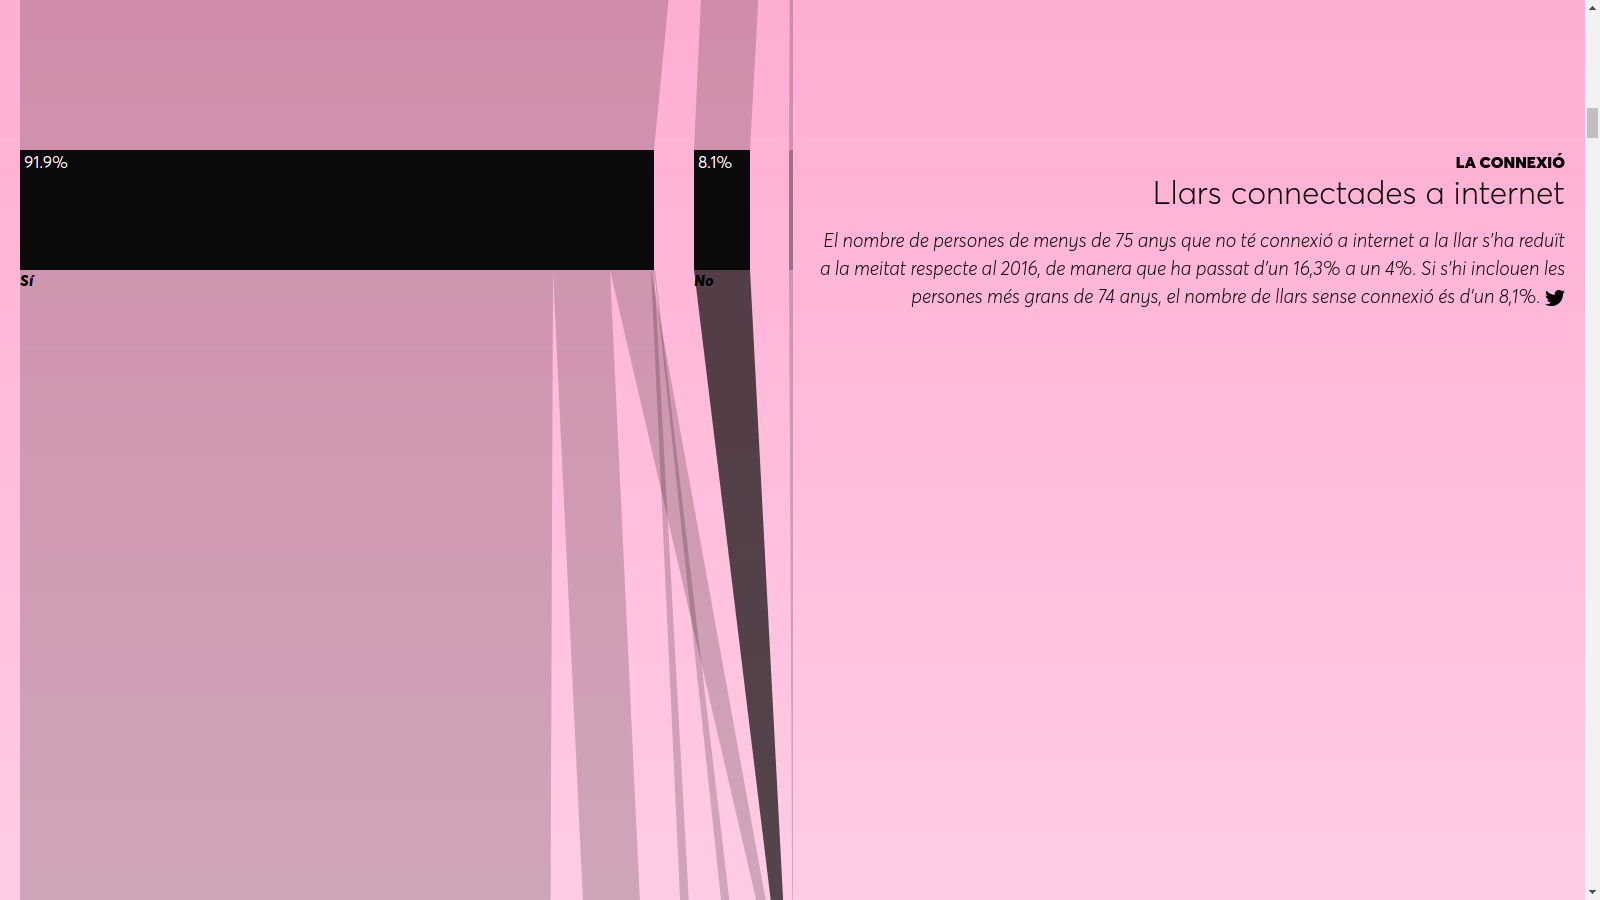 91.9%
8.1%
Sí
No
LA CONNEXIÓ
Llars connectades a internet
El nombre de persones de menys de 75 anys que no té connexió a internet a la llar s'ha reduït
a la meitat respecte al 2016, de manera que ha passat d'un 16,3% a un 4%. Si s'hi inclouen les
persones més grans de 74 anys, el nombre de llars sense connexió és d'un 8,1%.